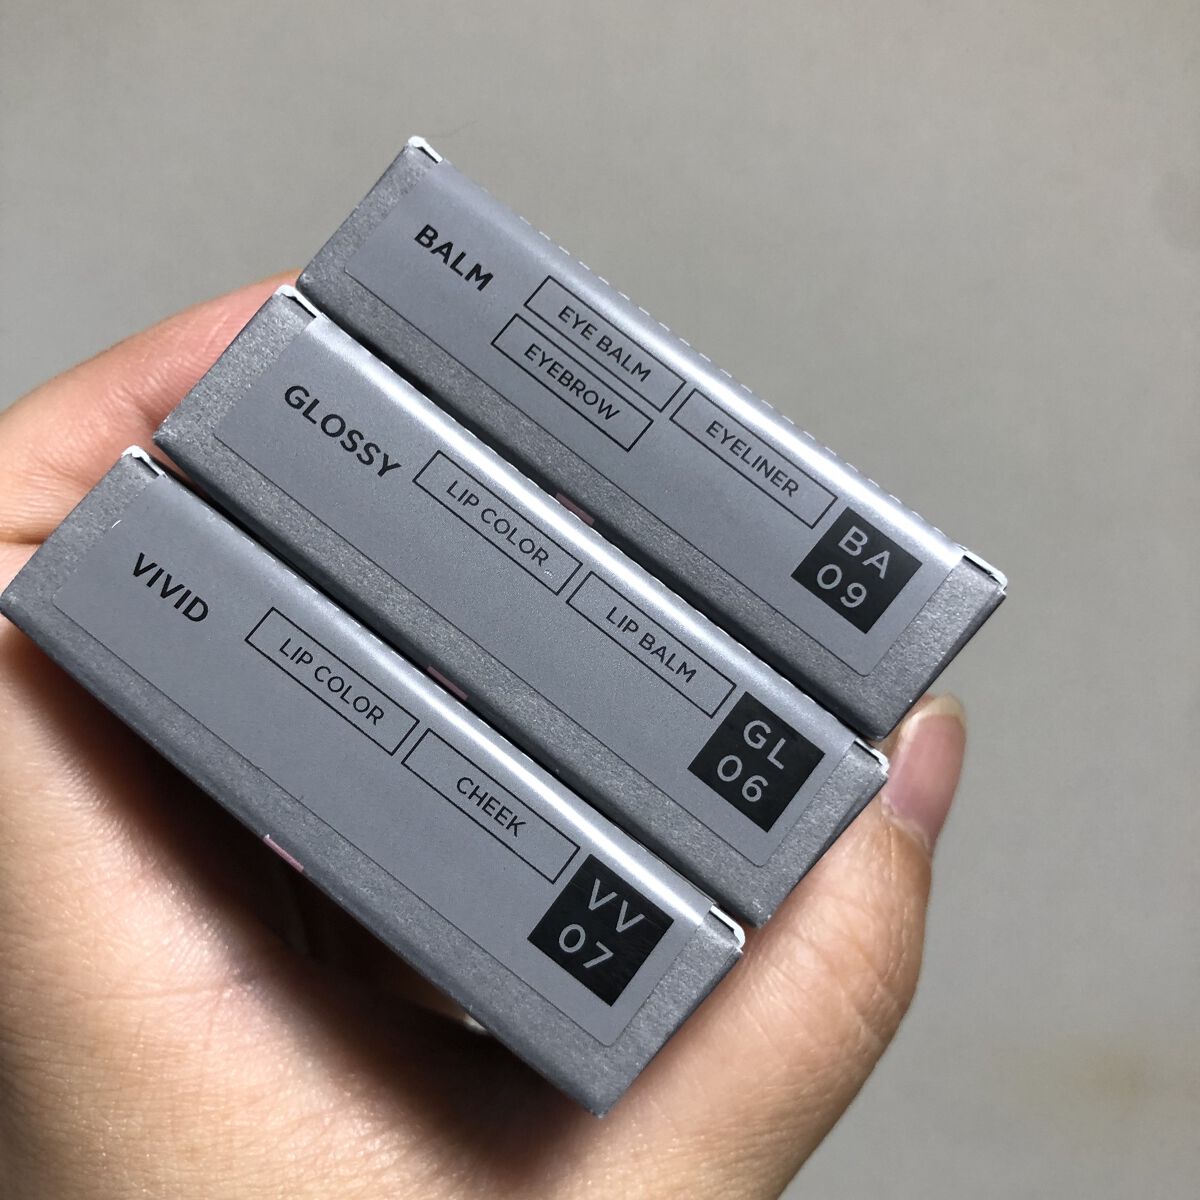 BALM
EYE BALM
EYELINER
EYEBROW
BA
09
GLOSSY
LIP COLOR
LIP BALM
GL
06
VIVID
LIP COLOR
CHEEK
VV
07